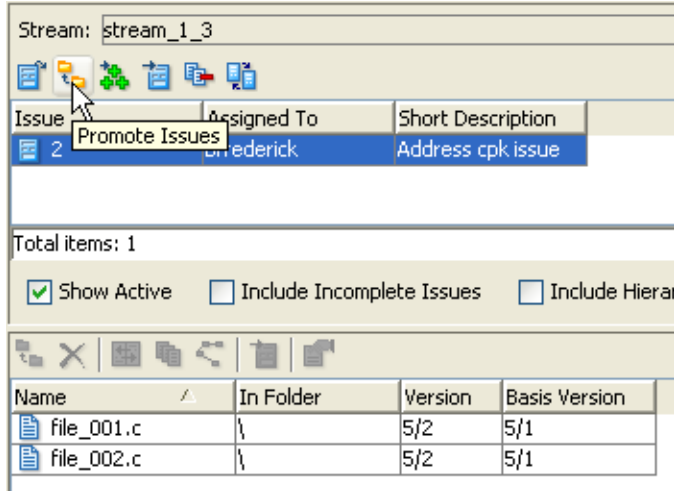 Stream: stream_1_3
Issue Assigned To Short Description
Promote Issues
2 bfrederick Address cpk issue
Total items: 1
Show Active Include Incomplete Issues Include Hierar
Name In Folder Version Basis Version
file_001.c \ 5/2 5/1
file_002.c \ 5/2 5/1